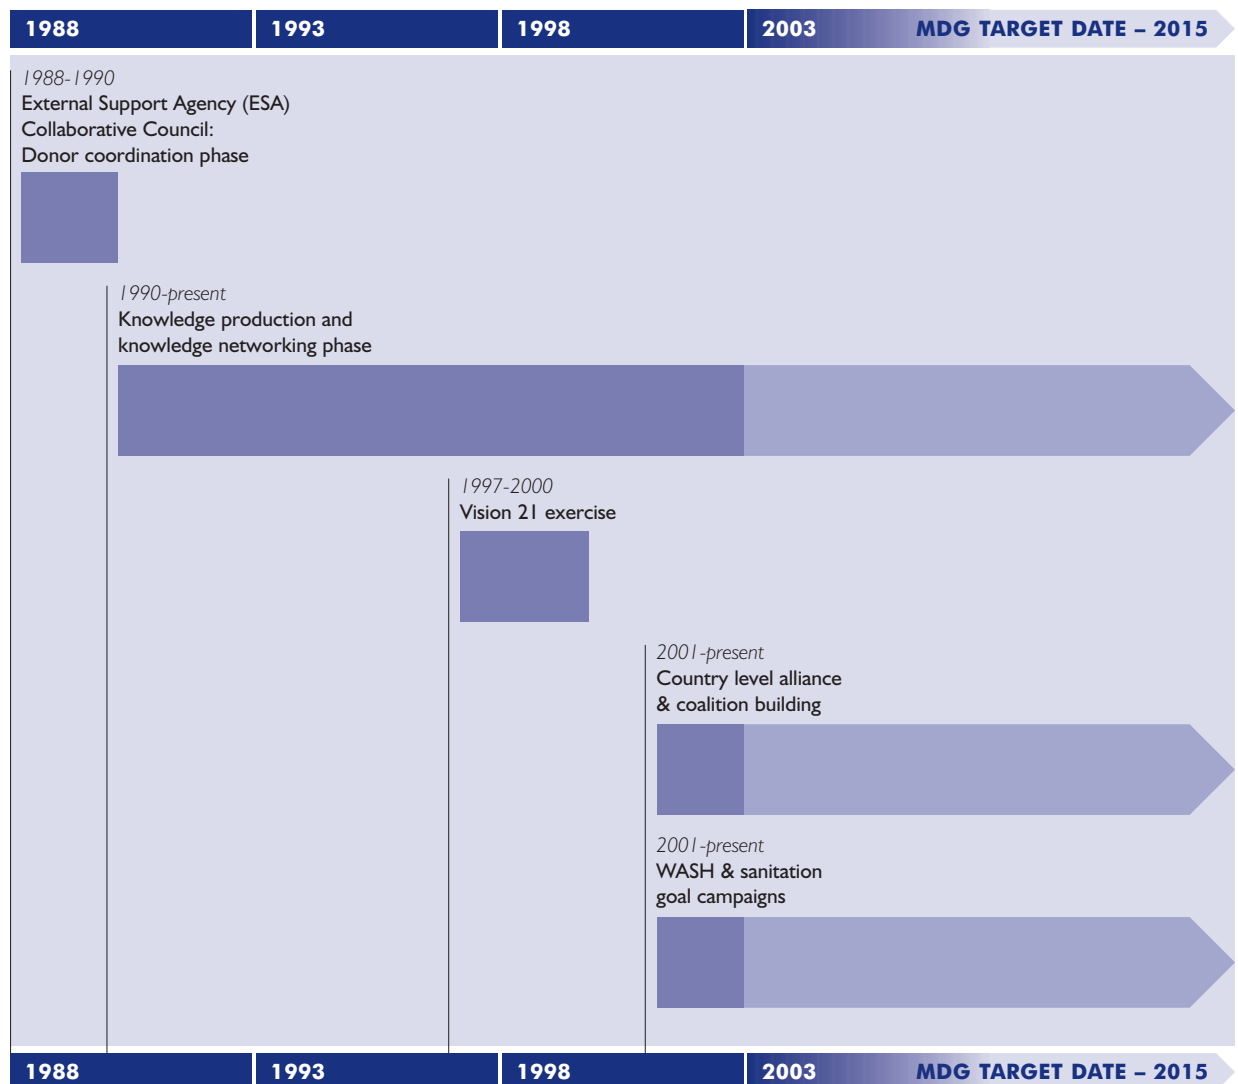 1988 1993 1998 2003 MDG TARGET DATE – 2015
1988-1990
External Support Agency (ESA)
Collaborative Council:
Donor coordination phase
1990-present
Knowledge production and
knowledge networking phase
1997-2000
Vision 21 exercise
2001-present
Country level alliance
& coalition building
2001-present
WASH & sanitation
goal campaigns
1988 1993 1998 2003 MDG TARGET DATE – 2015